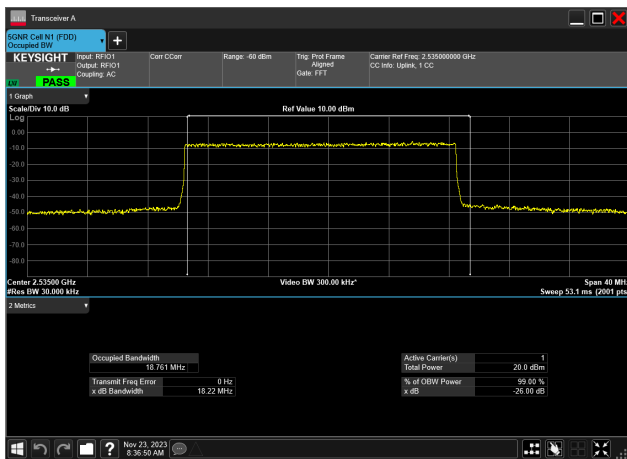 Transceiver A
5GNR Cell N1 (FDD)
Occupied BW
KEYSIGHT
Input: RFIO1
Output: RFIO1
Coupling: AC
Corr CCorr
Range: -60 dBm
Trig: Prot Frame
Aligned
Gate: FFT
Carrier Ref Freq: 2.535000000 GHz
CC Info: Uplink, 1 CC
PASS
1 Graph
Scale/Div 10.0 dB
Ref Value 10.00 dBm
Log
0.00
-10.0
-20.0
-30.0
-40.0
-50.0
-60.0
-70.0
-80.0
Center 2.53500 GHz
#Res BW 30.000 kHz
Video BW 300.00 kHz*
Span 40 MH
Sweep 53.1 ms (2001 pts
2 Metrics
Occupied Bandwidth
18.761 MHz
Transmit Freq Error 0 Hz
x dB Bandwidth 18.22 MHz
Active Carrier(s) 1
Total Power 20.0 dBm
% of OBW Power 99.00 %
x dB -26.00 dB
Nov 23, 2023
8:36:50 AM